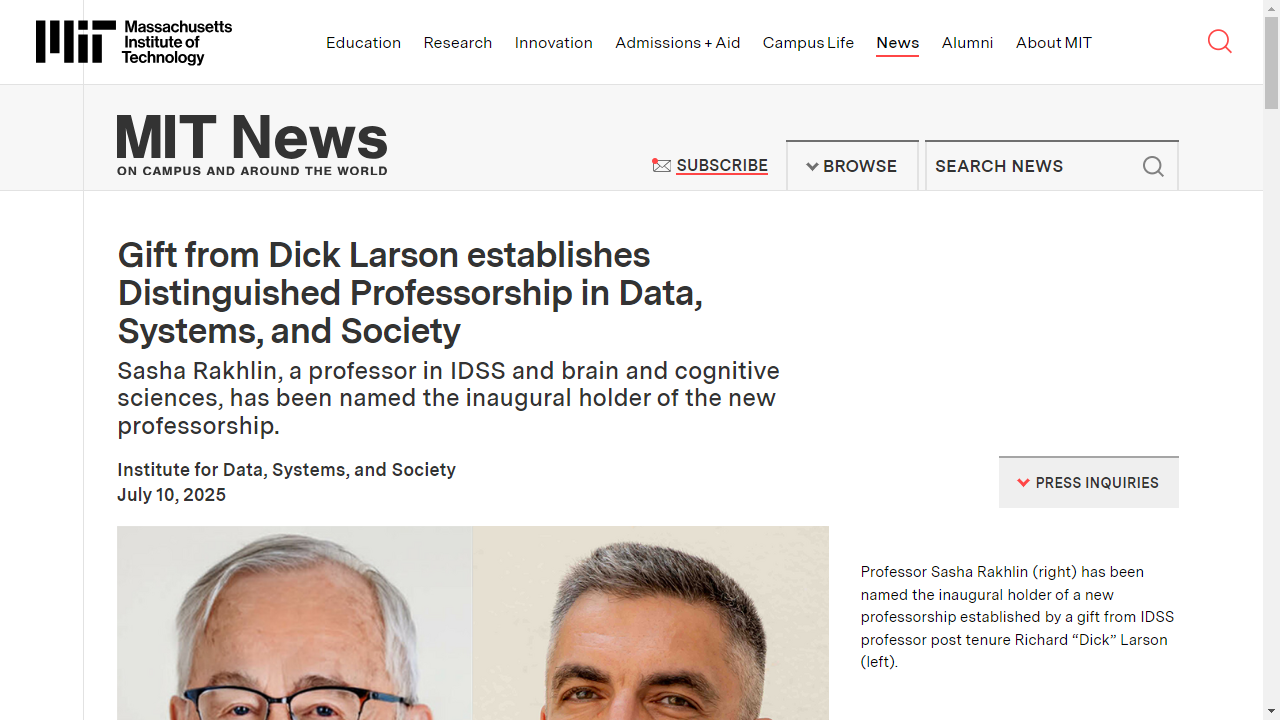 Massachusetts
Institute of
Technology
Education Research Innovation Admissions + Aid Campus Life News Alumni About MIT
MIT News
ON CAMPUS AND AROUND THE WORLD
SUBSCRIBE BROWSE SEARCH NEWS
Gift from Dick Larson establishes
Distinguished Professorship in Data,
Systems, and Society
Sasha Rakhlin, a professor in IDSS and brain and cognitive
sciences, has been named the inaugural holder of the new
professorship.
Institute for Data, Systems, and Society
July 10, 2025
PRESS INQUIRIES
Professor Sasha Rakhlin (right) has been
named the inaugural holder of a new
professorship established by a gift from IDSS
professor post tenure Richard “Dick” Larson
(left).